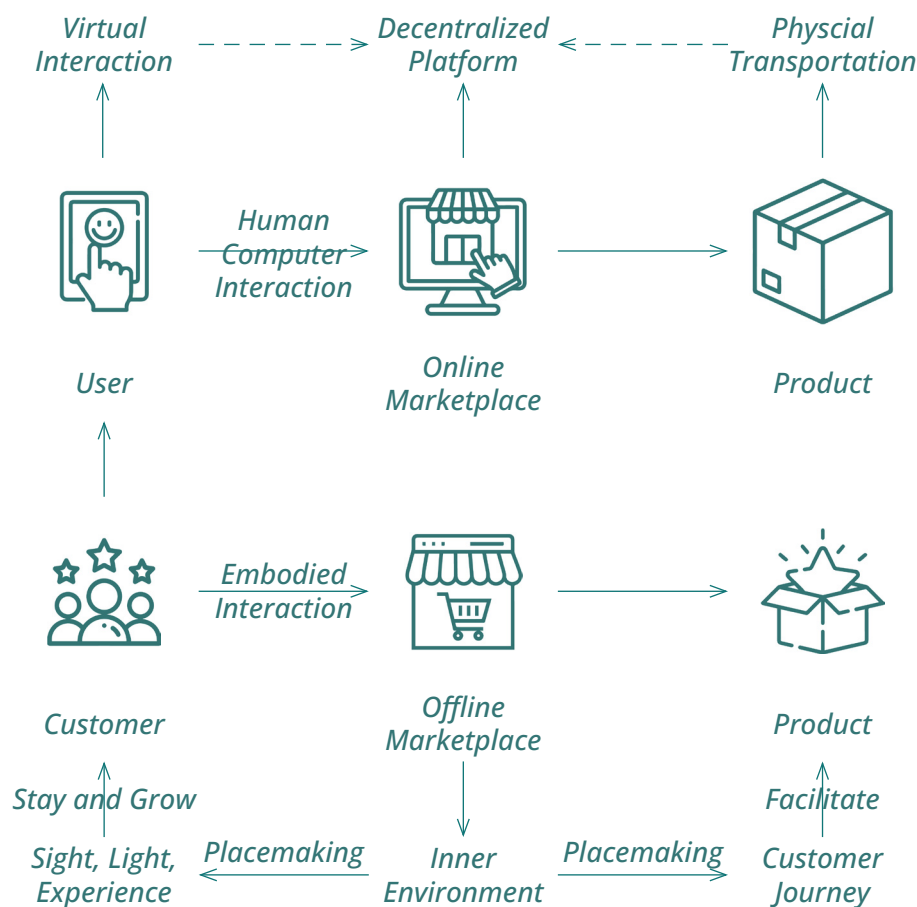 Virtual
Interaction
Decentralized
Platform
Physcial
Transportation
Human
Computer
Interaction
User
Online
Marketplace
Product
Embodied
Interaction
Customer
Offline
Marketplace
Product
Stay and Grow
Facilitate
Sight, Light,
Experience
Placemaking
Inner
Environment
Placemaking
Customer
Journey